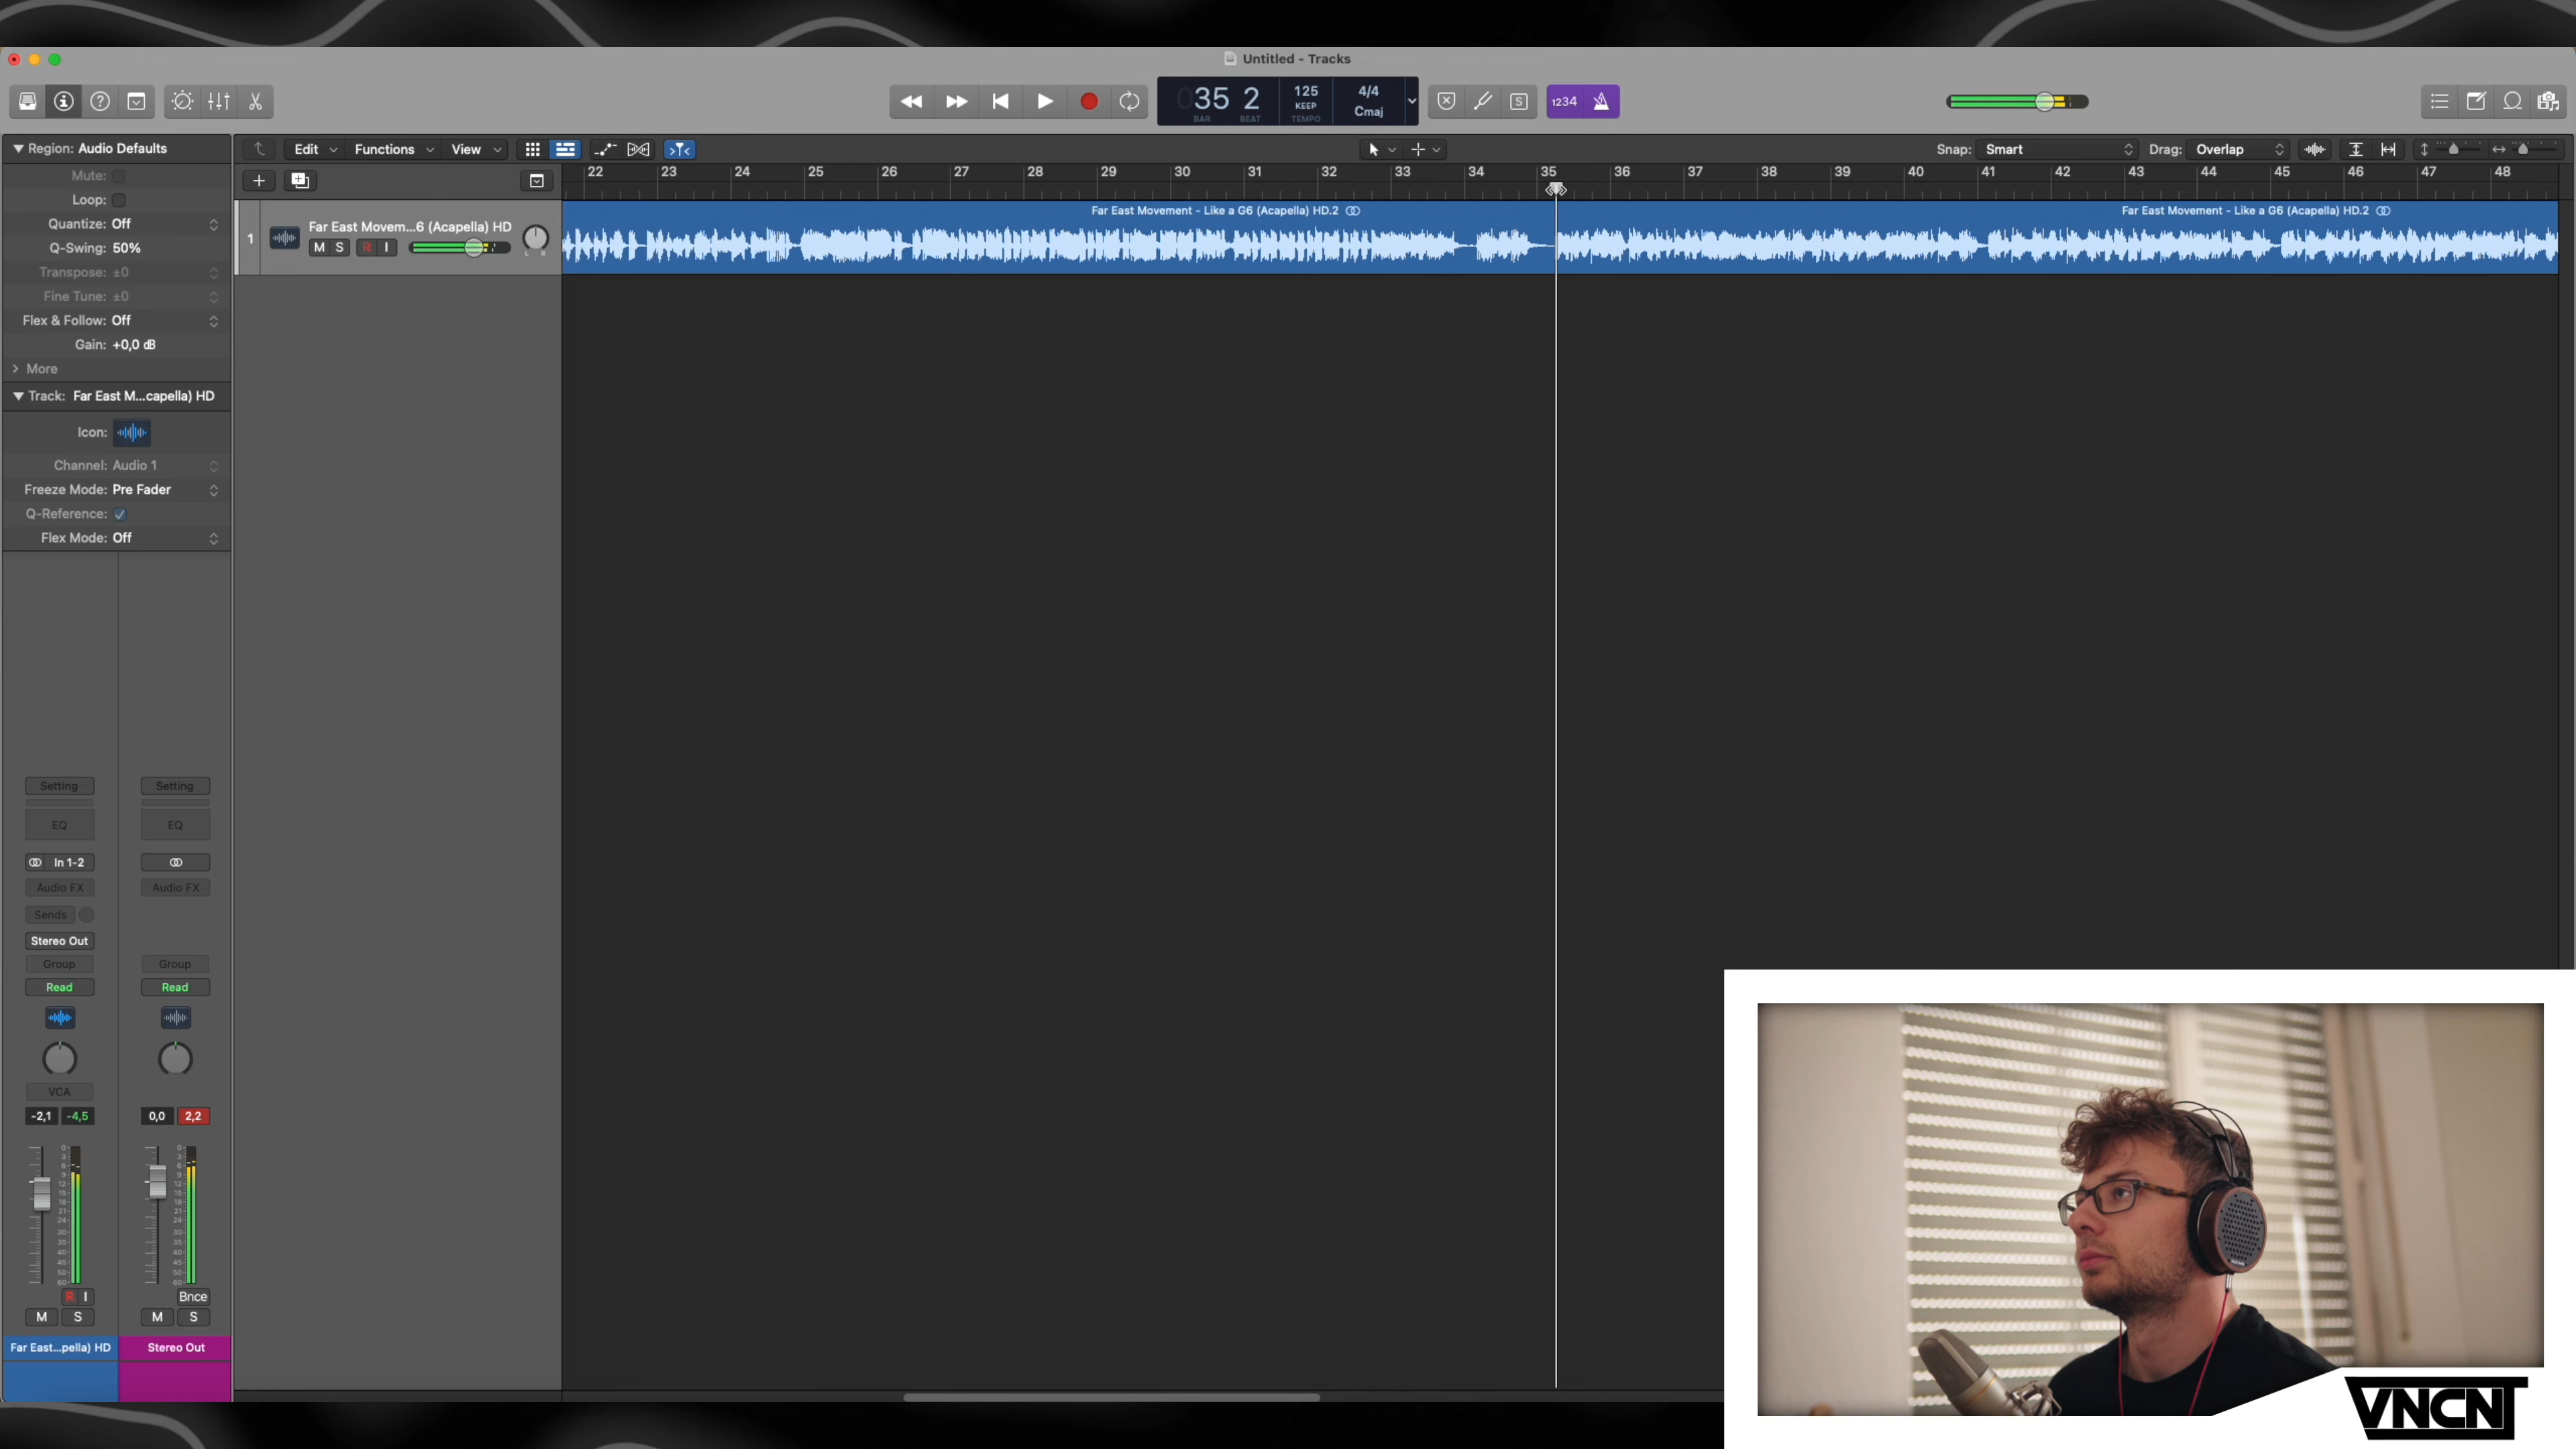 Untitled - Tracks
035 2
BAR BEAT
125
KEEP
TEMPO
4/4
Cmaj
S
1234
Region: Audio Defaults
Mute:
Loop:
Quantize: Off
Q-Swing: 50%
Transpose: ±0
Fine Tune: ±0
Flex & Follow: Off
Gain: +0,0 dB
More
Track: Far East M...capella) HD
Icon:
Channel: Audio 1
Freeze Mode: Pre Fader
Q-Reference:
Flex Mode: Off
Edit Functions View
Snap: Smart Drag: Overlap
22 23 24 25 26 27 28 29 30 31 32 33 34 35 36 37 38 39 40 41 42 43 44 45 46 47 48
1
Far East Movem...6 (Acapella) HD
M S R I
L R
Far East Movement - Like a G6 (Acapella) HD.2
Far East Movement - Like a G6 (Acapella) HD.2
Setting Setting
EQ EQ
In 1-2
Audio FX Audio FX
Sends
Stereo Out
Group Group
Read Read
VCA
-2,1 -4,5 0,0 2,2
R I Bnce
M S M S
Far East...pella) HD Stereo Out
VNCNT